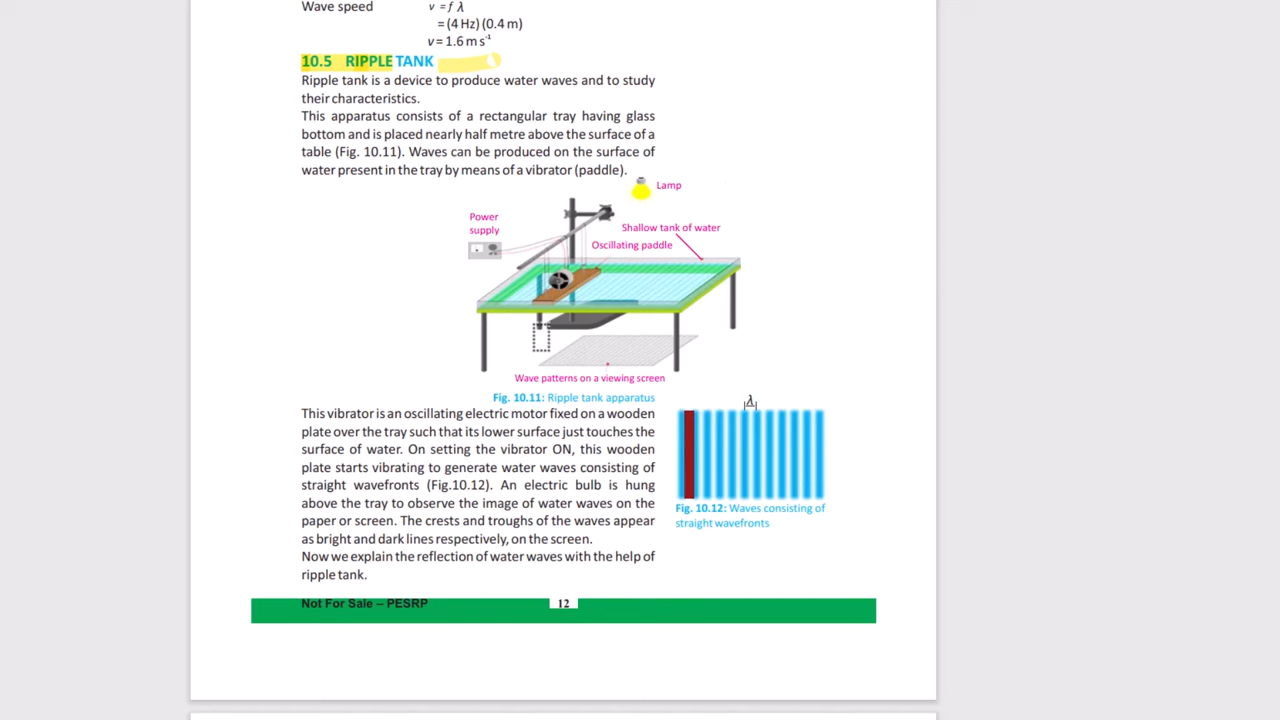 Wave speed v = f λ
= (4 Hz) (0.4 m)
v = 1.6 m s⁻¹
10.5 RIPPLE TANK
Ripple tank is a device to produce water waves and to study
their characteristics.
This apparatus consists of a rectangular tray having glass
bottom and is placed nearly half metre above the surface of a
table (Fig. 10.11). Waves can be produced on the surface of
water present in the tray by means of a vibrator (paddle).
Lamp
Power
supply
Shallow tank of water
Oscillating paddle
Wave patterns on a viewing screen
Fig. 10.11: Ripple tank apparatus
This vibrator is an oscillating electric motor fixed on a wooden
plate over the tray such that its lower surface just touches the
surface of water. On setting the vibrator ON, this wooden
plate starts vibrating to generate water waves consisting of
straight wavefronts (Fig.10.12). An electric bulb is hung
above the tray to observe the image of water waves on the
paper or screen. The crests and troughs of the waves appear
as bright and dark lines respectively, on the screen.
Now we explain the reflection of water waves with the help of
ripple tank.
λ
Fig. 10.12: Waves consisting of
straight wavefronts
Not For Sale – PESRP 12